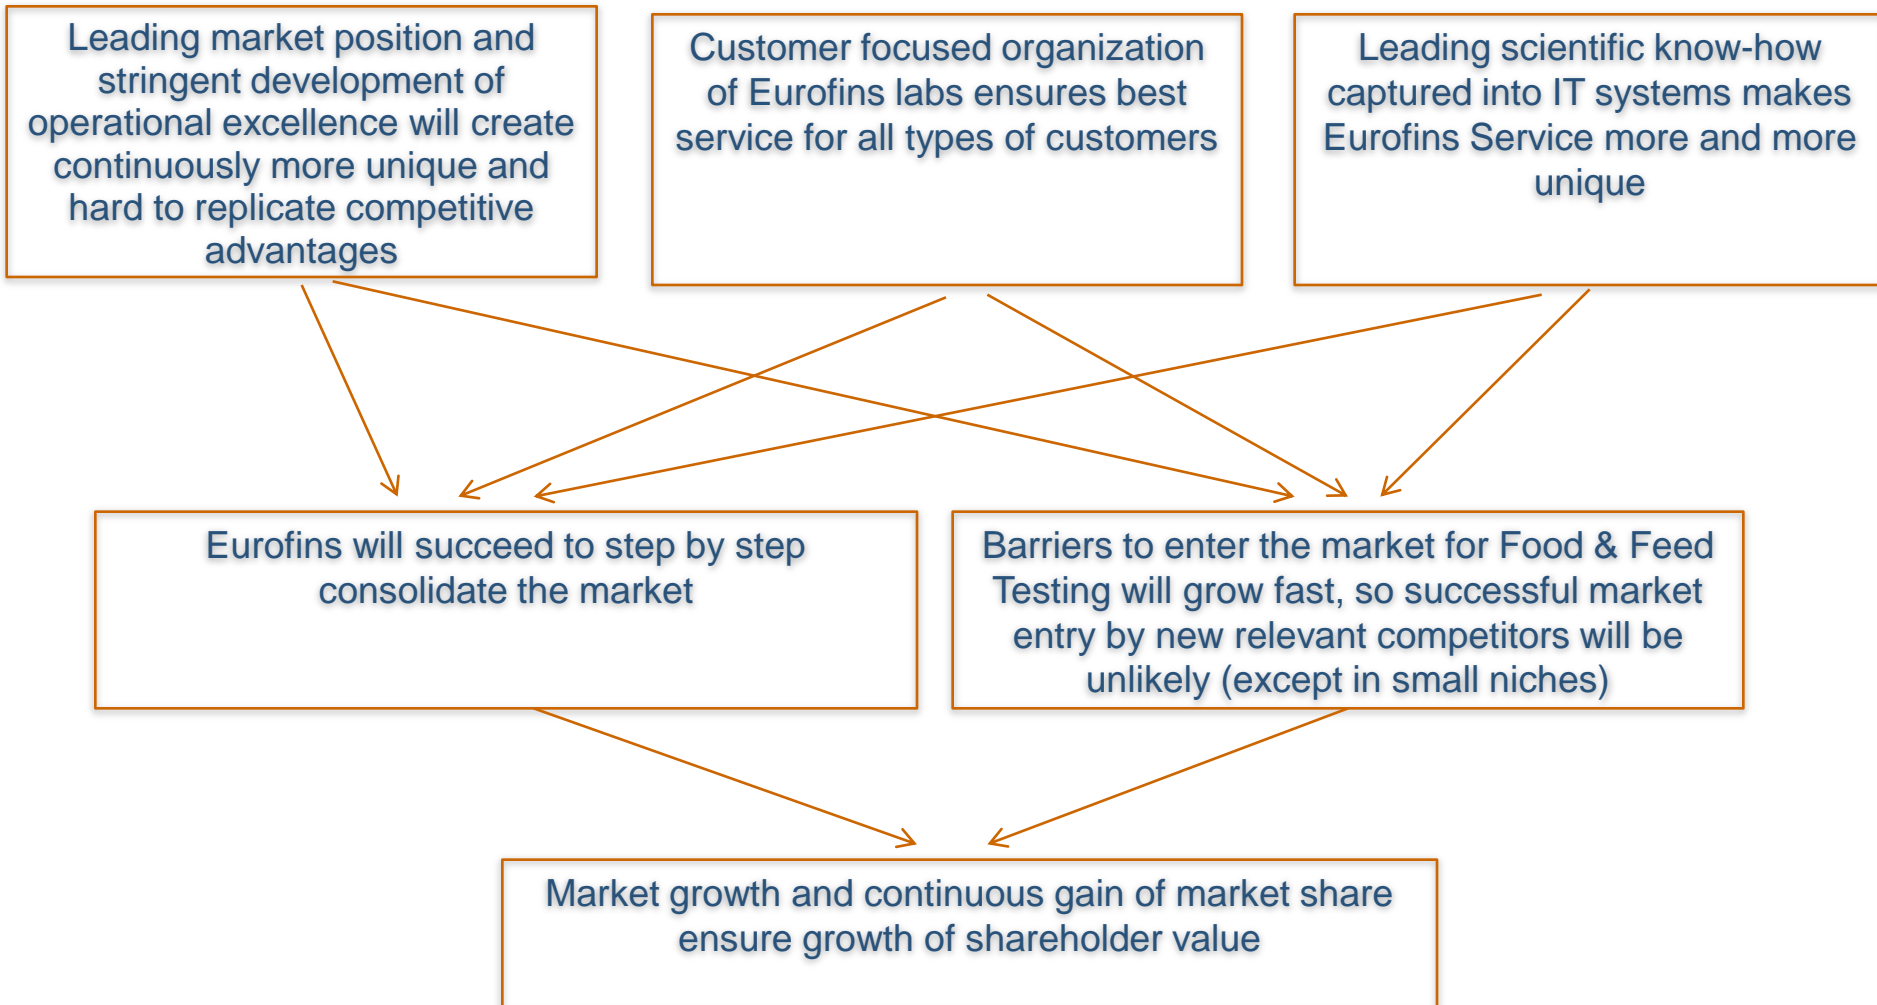 Leading market position and
stringent development of
operational excellence will create
continuously more unique and
hard to replicate competitive
advantages
Customer focused organization
of Eurofins labs ensures best
service for all types of customers
Leading scientific know-how
captured into IT systems makes
Eurofins Service more and more
unique
Eurofins will succeed to step by step
consolidate the market
Barriers to enter the market for Food & Feed
Testing will grow fast, so successful market
entry by new relevant competitors will be
unlikely (except in small niches)
Market growth and continuous gain of market share
ensure growth of shareholder value